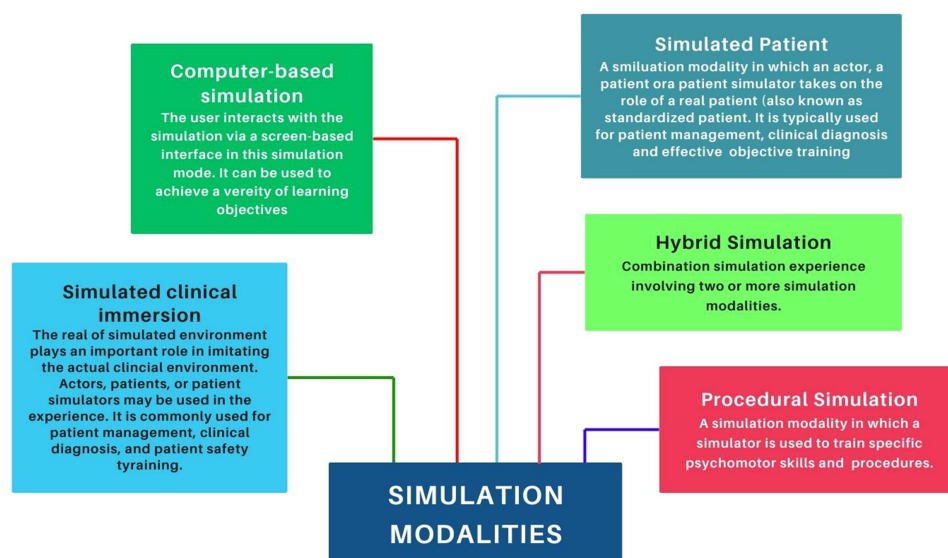 Computer-based
simulation
The user interacts with the
simulation via a screen-based
interface in this simulation
mode. It can be used to
achieve a vereity of learning
objectives
Simulated Patient
A smiluation modality in which an actor, a
patient ora patient simulator takes on the
role of a real patient (also known as
standardized patient. It is typically used
for patient management, clinical diagnosis
and effective objective training
Hybrid Simulation
Combination simulation experience
involving two or more simulation
modalities.
Simulated clinical
immersion
The real of simulated environment
plays an important role in imitating
the actual clincial environment.
Actors, patients, or patient
simulators may be used in the
experience. It is commonly used for
patient management, clinical
diagnosis, and patient safety
tyraining.
Procedural Simulation
A simulation modality in which a
simulator is used to train specific
psychomotor skills and procedures.
SIMULATION
MODALITIES